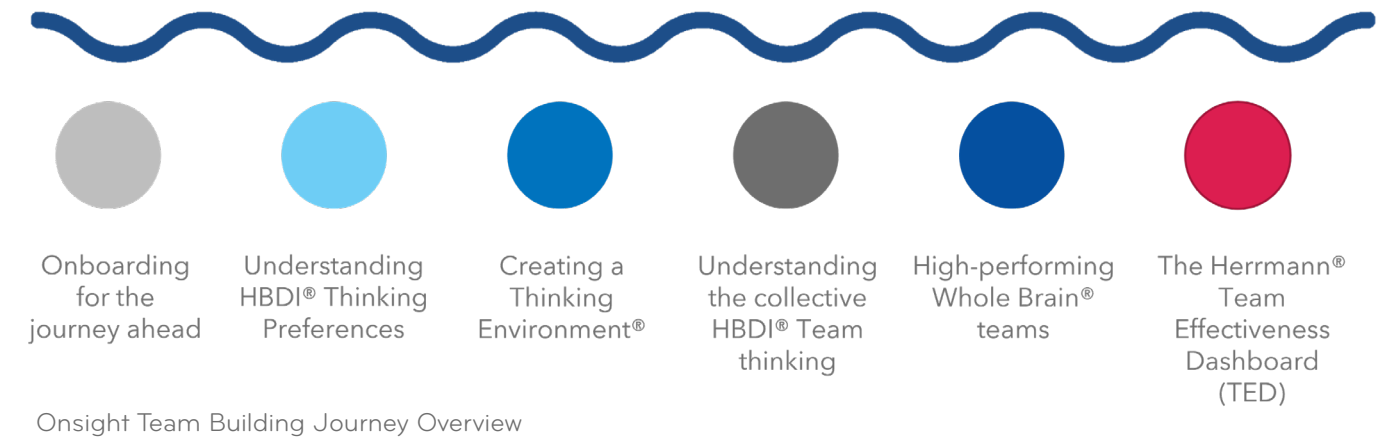 Onboarding
for the
journey ahead
Understanding
HBDI® Thinking
Preferences
Creating a
Thinking
Environment®
Understanding
the collective
HBDI® Team
thinking
High-performing
Whole Brain®
teams
The Herrmann®
Team
Effectiveness
Dashboard
(TED)
Onsight Team Building Journey Overview